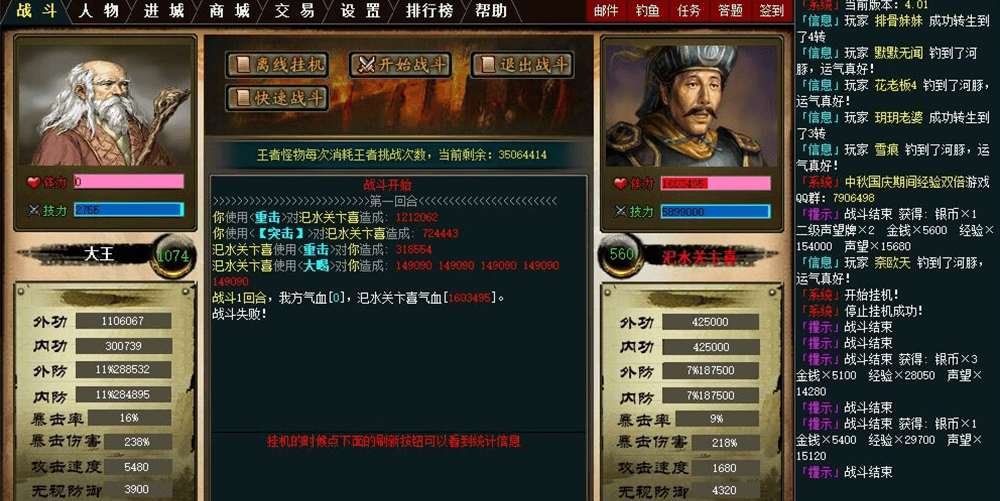 战斗 人物 进城 商城 交易 设置 排行榜 帮助
邮件 钓鱼 任务 答题 签到
离线挂机 开始战斗 退出战斗
快速战斗
王者怪物每次消耗王者挑战次数，当前剩余：35064414
体力 0
技力 2755
大王 1074
外功 1106067
内功 300739
外防 11%288532
内防 11%284895
暴击率 16%
暴击伤害 238%
攻击速度 5480
无视防御 3900
战斗开始
>>>>>>>>>>>>>>>>>>>>>>>>第一回合<<<<<<<<<<<<<<<<<<<<<<<<
你使用<重击>对汜水关卞喜造成：1212062
你使用<【突击】>对汜水关卞喜造成：724443
汜水关卞喜使用<重击>对你造成：318554
汜水关卞喜使用<大喝>对你造成：149090 149090 149090 149090
149090
战斗1回合，我方气血[0]，汜水关卞喜气血[1603495]。
战斗失败！
挂机的时候点下面的刷新按钮可以看到统计信息
体力 1603495
技力 5899000
560 汜水关卞喜
外功 425000
内功 425000
外防 7%187500
内防 7%187500
暴击率 9%
暴击伤害 218%
攻击速度 1680
无视防御 4320
「系统」当前版本：4.01
「信息」玩家 排骨妹妹 成功转生到
了4转
「信息」玩家 默默无闻 钓到了河
豚，运气真好！
「信息」玩家 花老板4 钓到了河豚，
运气真好！
「信息」玩家 玥玥老婆 成功转生到
了3转
「信息」玩家 雪痕 钓到了河豚，运
气真好！
「系统」中秋国庆期间经验双倍游戏
QQ群：7906498
「提示」战斗结束 获得：银币×1
二级声望牌×2 金钱×5600 经验×
154000 声望×15680
「信息」玩家 奈欧天 钓到了河豚，
运气真好！
「系统」开始挂机！
「系统」停止挂机成功！
「提示」战斗结束
「提示」战斗结束
「提示」战斗结束 获得：银币×3
金钱×5100 经验×28050 声望×
14280
「提示」战斗结束
「提示」战斗结束 获得：银币×1
金钱×5400 经验×29700 声望×
15120
「提示」战斗结束